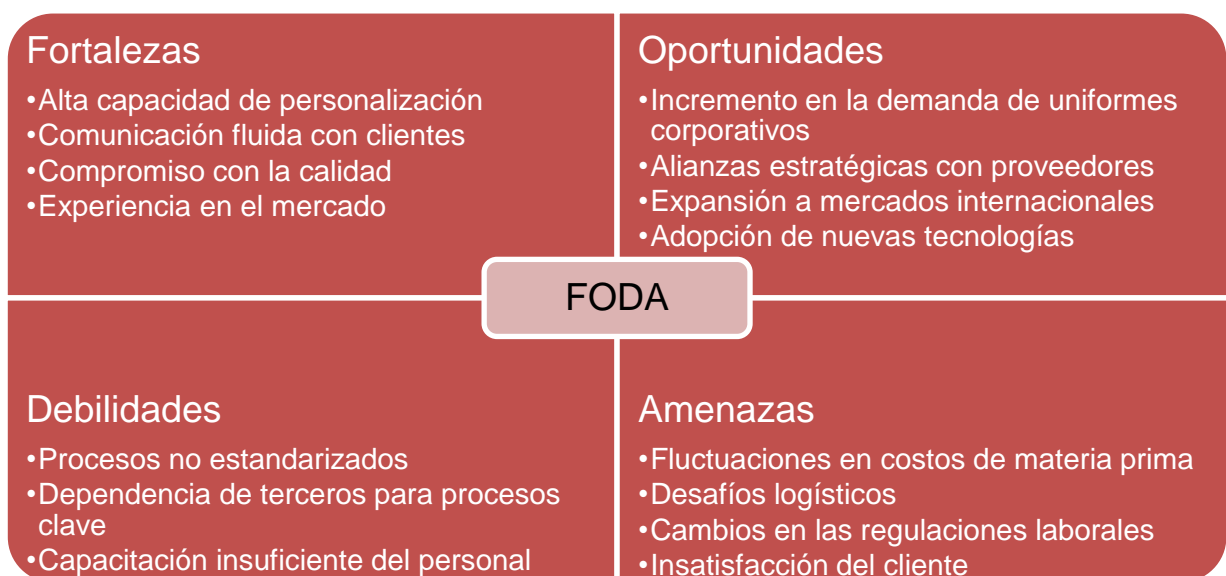 Fortalezas
•Alta capacidad de personalización
•Comunicación fluida con clientes
•Compromiso con la calidad
•Experiencia en el mercado
Oportunidades
•Incremento en la demanda de uniformes
corporativos
•Alianzas estratégicas con proveedores
•Expansión a mercados internacionales
•Adopción de nuevas tecnologías
FODA
Debilidades
•Procesos no estandarizados
•Dependencia de terceros para procesos
clave
•Capacitación insuficiente del personal
Amenazas
•Fluctuaciones en costos de materia prima
•Desafíos logísticos
•Cambios en las regulaciones laborales
•Insatisfacción del cliente